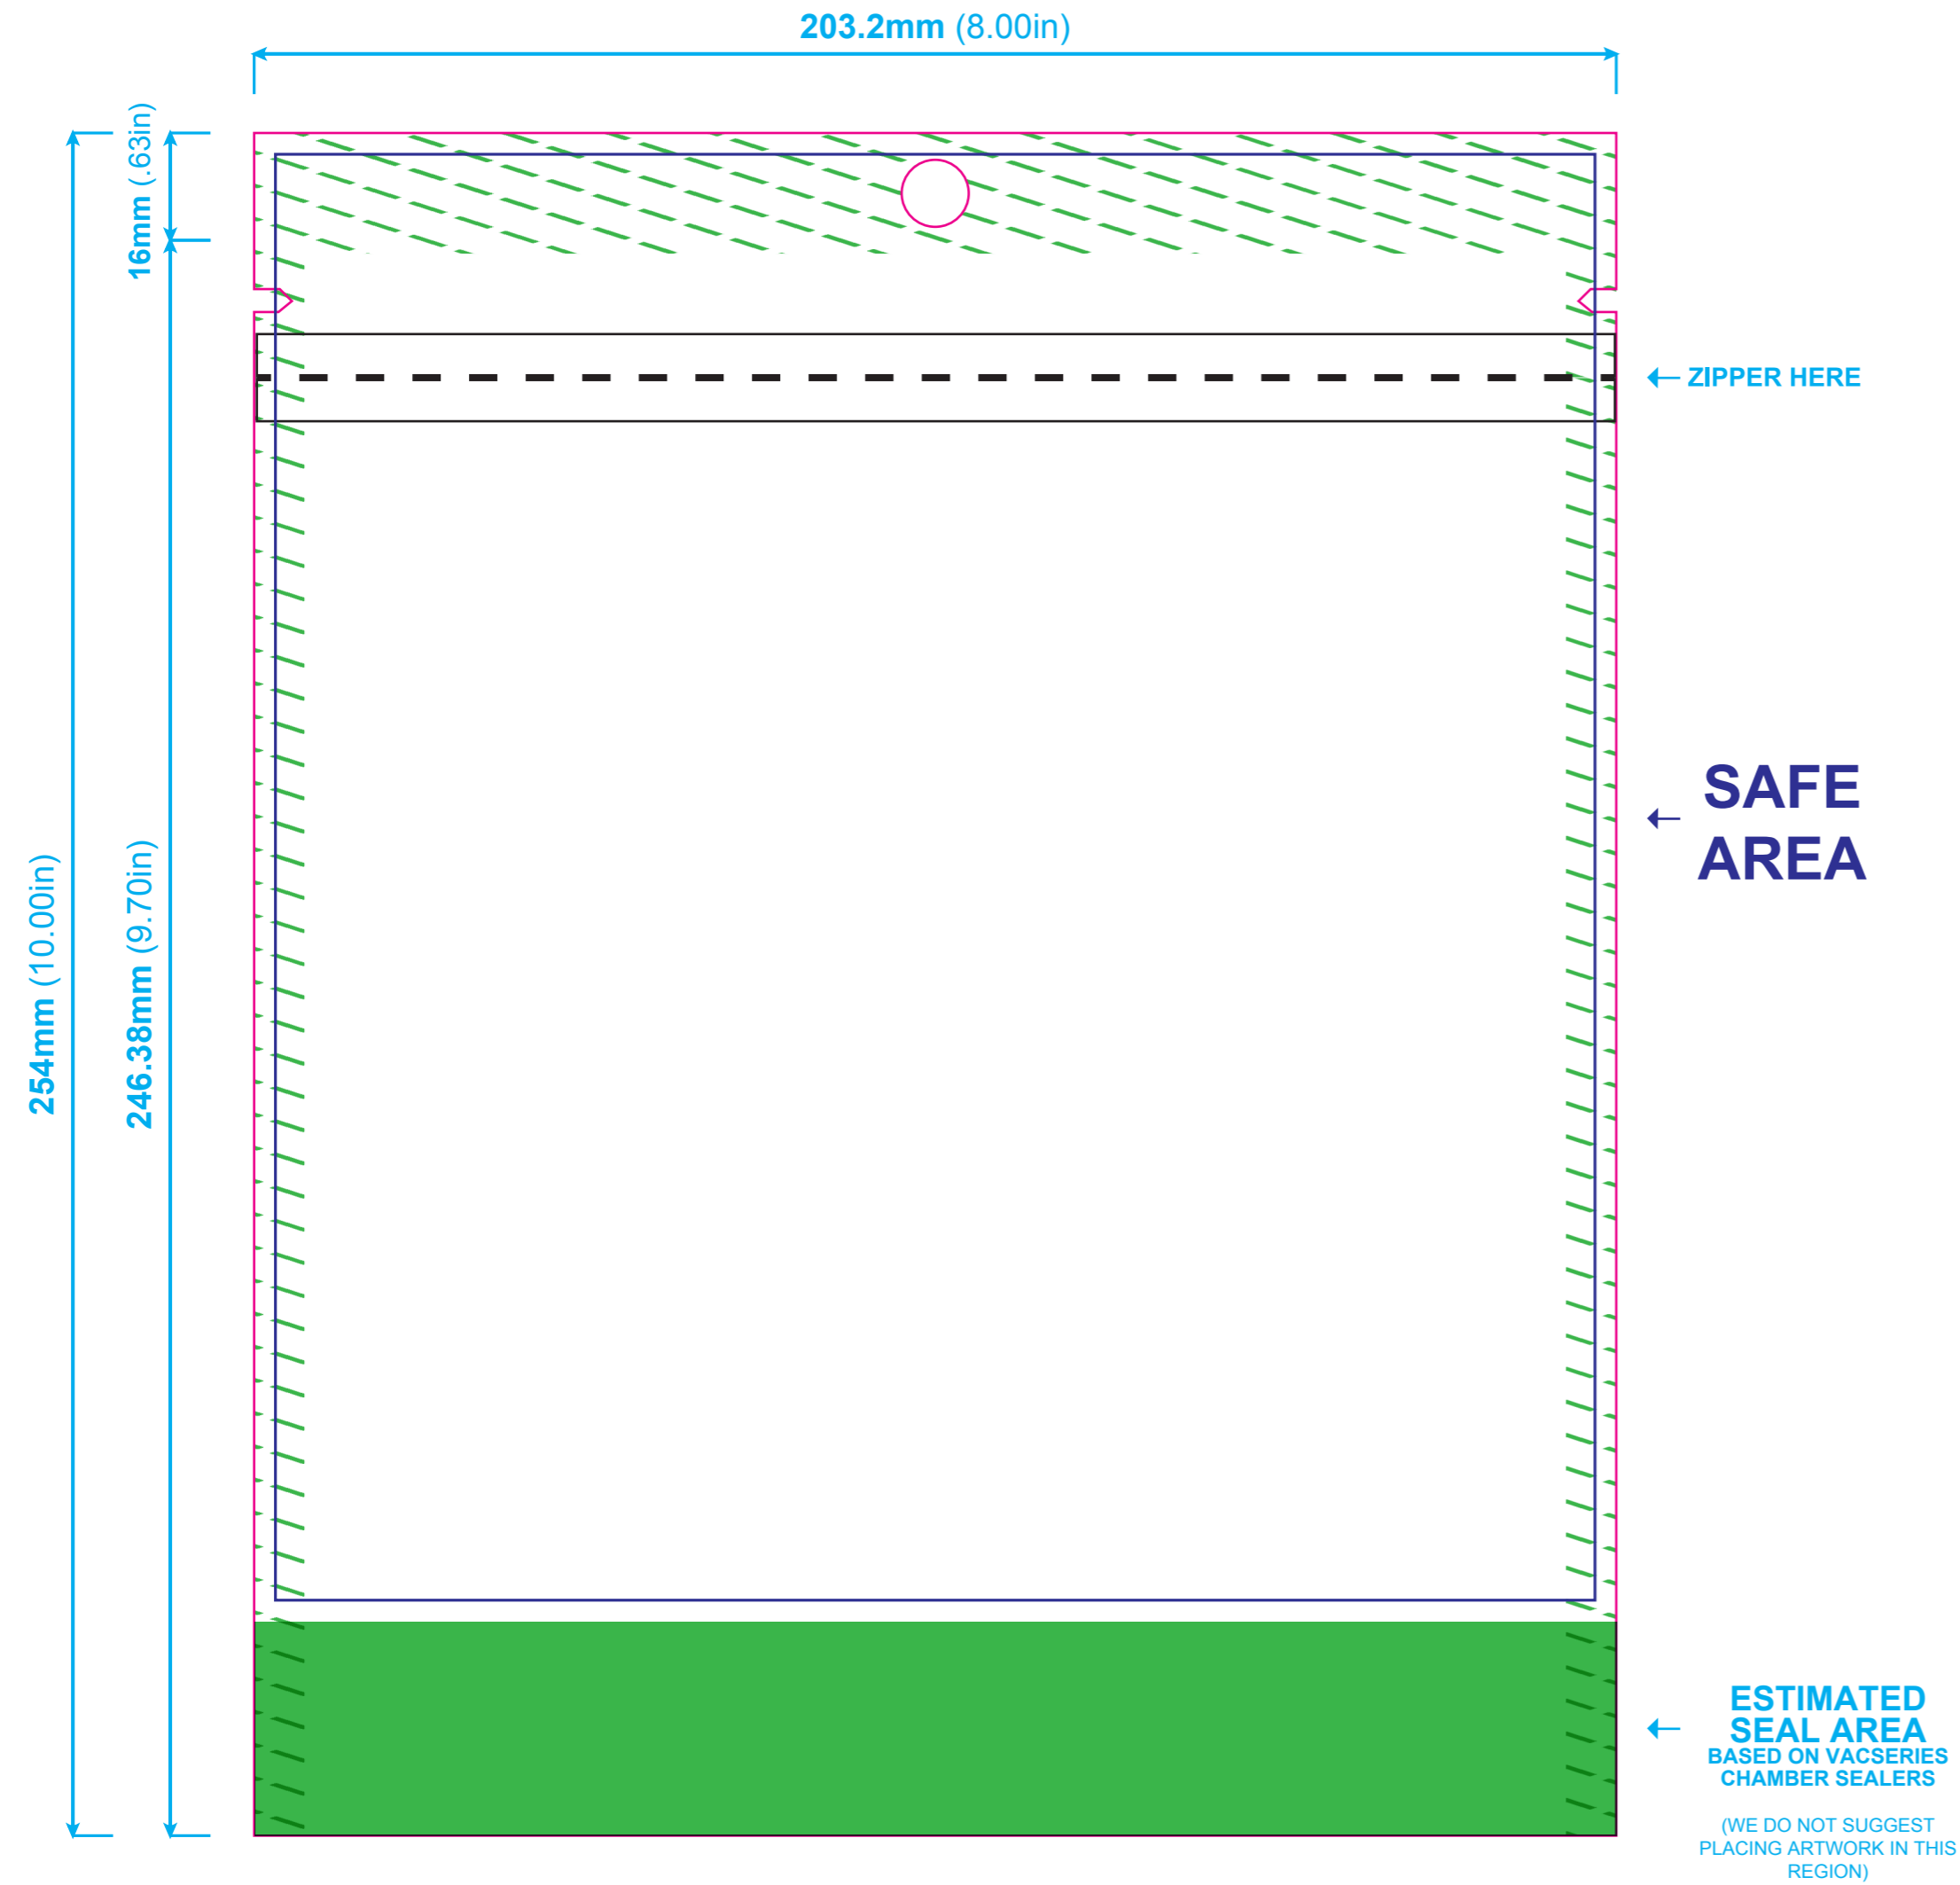 203.2mm (8.00in)
16mm (.63in)
254mm (10.00in)
246.38mm (9.70in)
ZIPPER HERE
SAFE
AREA
ESTIMATED
SEAL AREA
BASED ON VACSERIES
CHAMBER SEALERS
(WE DO NOT SUGGEST
PLACING ARTWORK IN THIS
REGION)